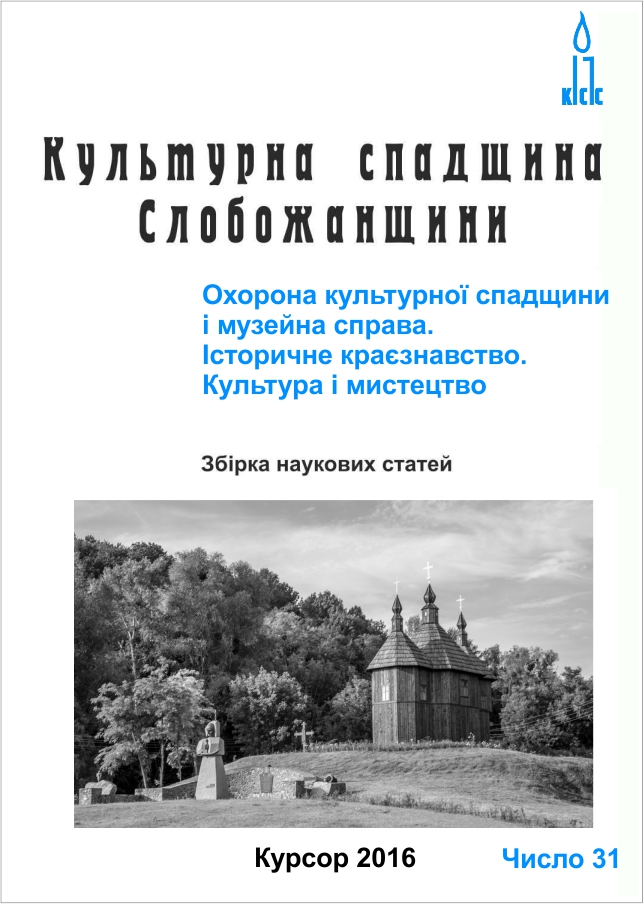 КСС
Культурна спадщина
Слобожанщини
Охорона культурної спадщини
і музейна справа.
Історичне краєзнавство.
Культура і мистецтво
Збірка наукових статей
Курсор 2016
Число 31